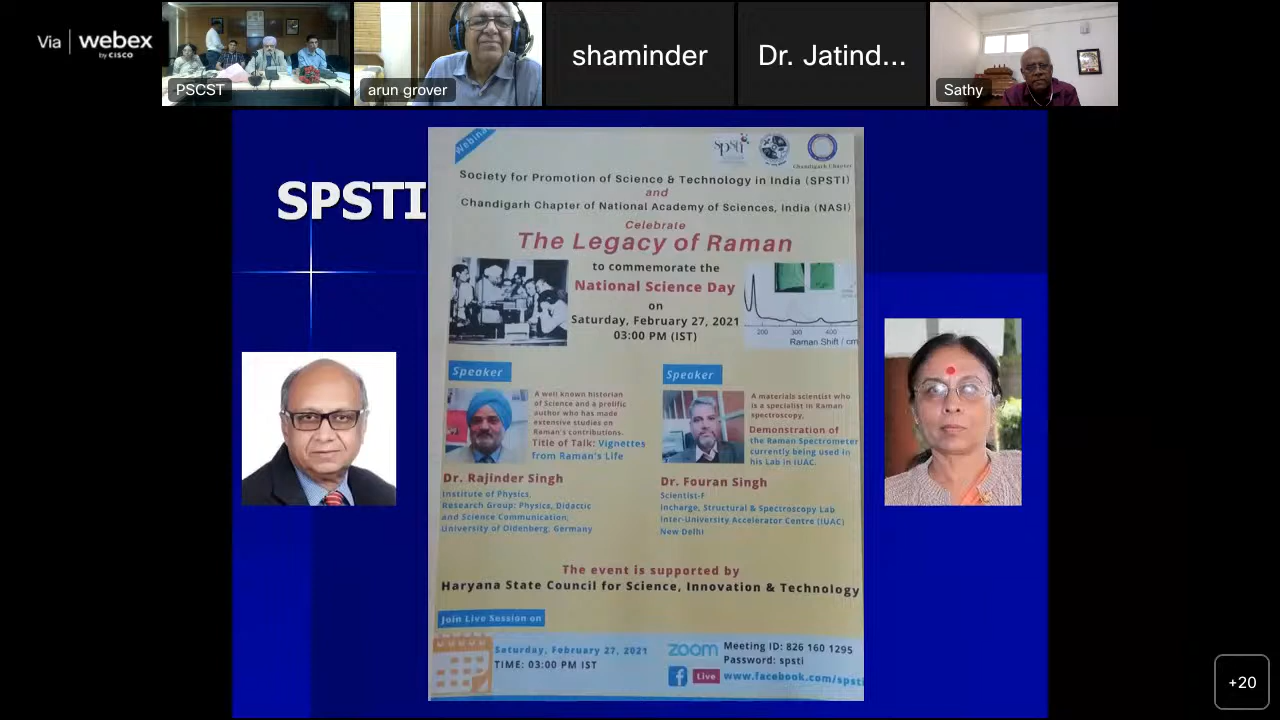 Via webex
by CISCO
PSCST
arun grover
shaminder
Dr. Jatind...
Sathy
SPSTI
Webinar
spsti
Chandigarh Chapter
Society for Promotion of Science & Technology in India (SPSTI)
and
Chandigarh Chapter of National Academy of Sciences, India (NASI)
Celebrate
The Legacy of Raman
to commemorate the
National Science Day
on
Saturday, February 27, 2021
03:00 PM (IST)
200 300 400
Raman Shift / cm
Speaker
A well known historian
of Science and a prolific
author who has made
extensive studies on
Raman's contributions.
Title of Talk: Vignettes
from Raman's Life
Dr. Rajinder Singh
Institute of Physics,
Research Group: Physics, Didactic
and Science Communication,
University of Oldenberg, Germany
Speaker
A materials scientist who
is a specialist in Raman
spectroscopy.
Demonstration of
the Raman Spectrometer
currently being used in
his Lab in IUAC.
Dr. Fouran Singh
Scientist-F
Incharge, Structural & Spectroscopy Lab
Inter-University Accelerator Centre (IUAC)
New Delhi
The event is supported by
Haryana State Council for Science, Innovation & Technology
Join Live Session on
Saturday, February 27, 2021
TIME: 03:00 PM IST
zoom Meeting ID: 826 160 1295
Password: spsti
Live www.facebook.com/spsti
+20